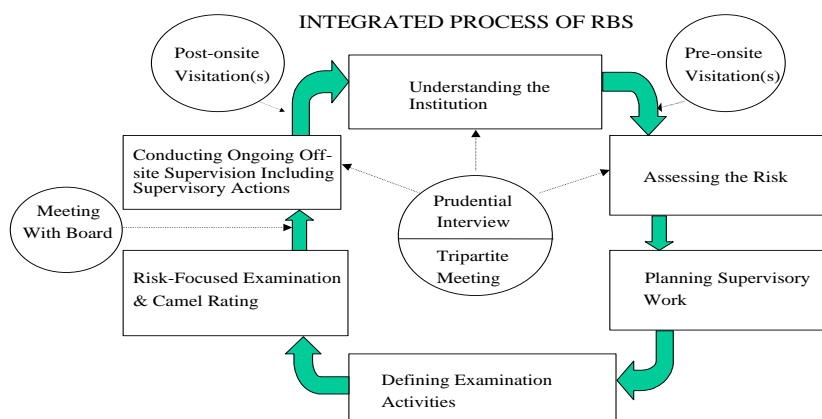 INTEGRATED PROCESS OF RBS
Post-onsite
Visitation(s)
Pre-onsite
Visitation(s)
Understanding the
Institution
Conducting Ongoing Off-
site Supervision Including
Supervisory Actions
Assessing the Risk
Prudential
Interview
Tripartite
Meeting
Meeting
With Board
Risk-Focused Examination
& Camel Rating
Planning Supervisory
Work
Defining Examination
Activities